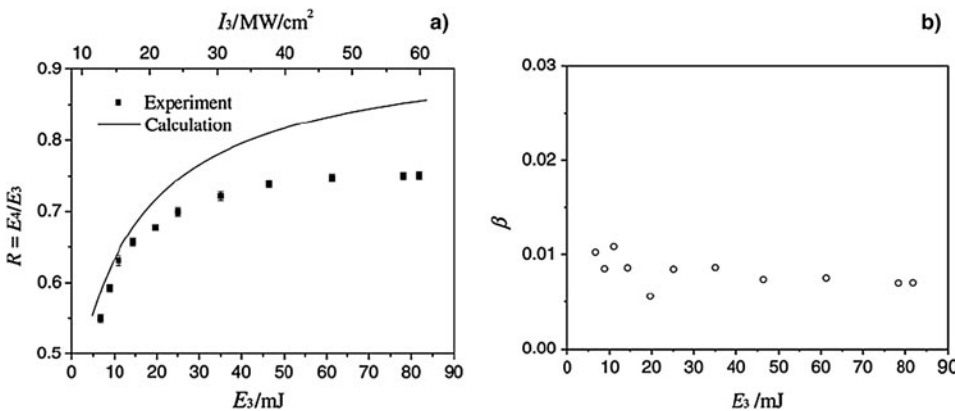 I₃/MW/cm² a)
10 20 30 40 50 60
0.9
0.8
0.7
0.6
0.5
R = E₄/E₃
Experiment
Calculation
0 10 20 30 40 50 60 70 80 90
E₃/mJ
b)
0.03
0.02
0.01
0.00
β
0 10 20 30 40 50 60 70 80 90
E₃/mJ